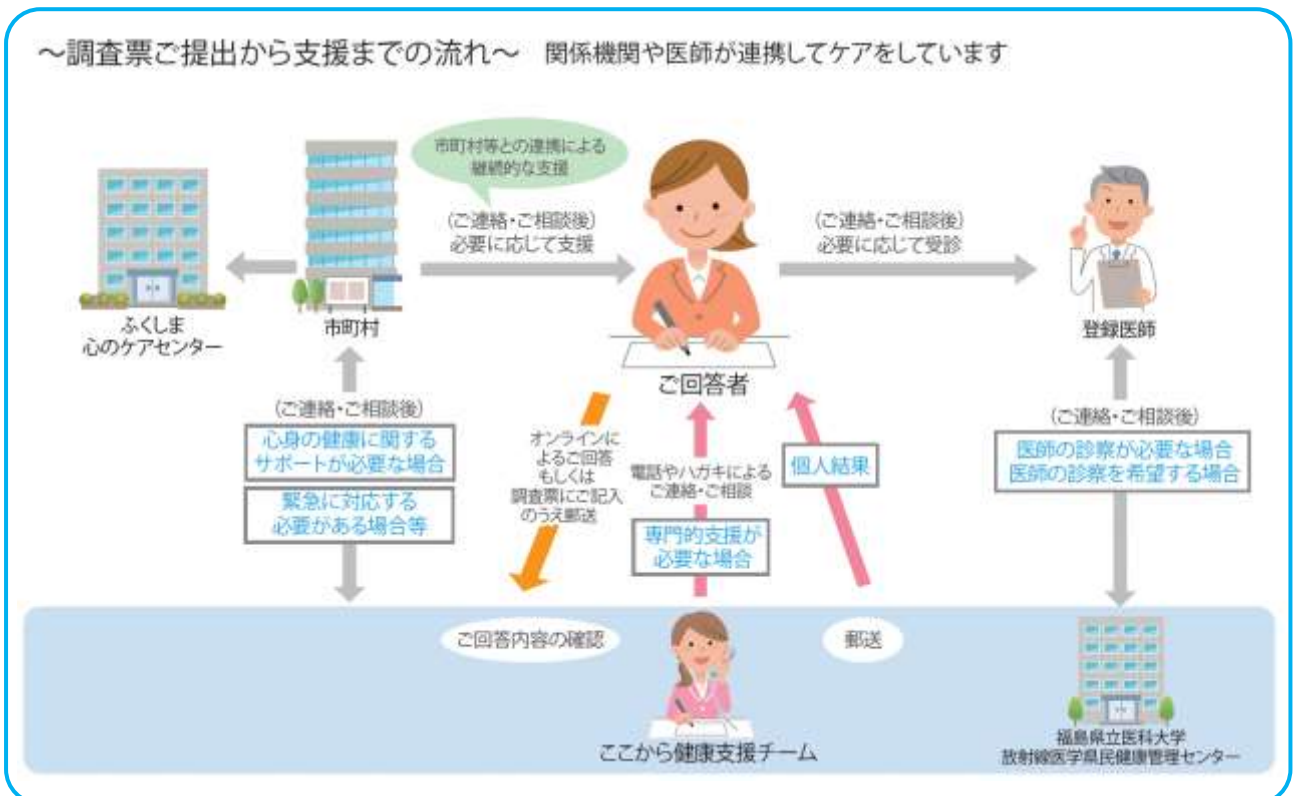 ～調査票ご提出から支援までの流れ～ 関係機関や医師が連携してケアをしています
市町村等との連携による
継続的な支援
(ご連絡・ご相談後)
必要に応じて支援
(ご連絡・ご相談後)
必要に応じて受診
ふくしま
心のケアセンター
市町村
ご回答者
登録医師
(ご連絡・ご相談後)
心身の健康に関する
サポートが必要な場合
緊急に対応する
必要がある場合等
オンラインに
よるご回答
もしくは
調査票にご記入
のうえ郵送
電話やハガキによる
ご連絡・ご相談
専門的支援が
必要な場合
個人結果
(ご連絡・ご相談後)
医師の診察が必要な場合
医師の診察を希望する場合
ご回答内容の確認
郵送
ここから健康支援チーム
福島県立医科大学
放射線医学県民健康管理センター